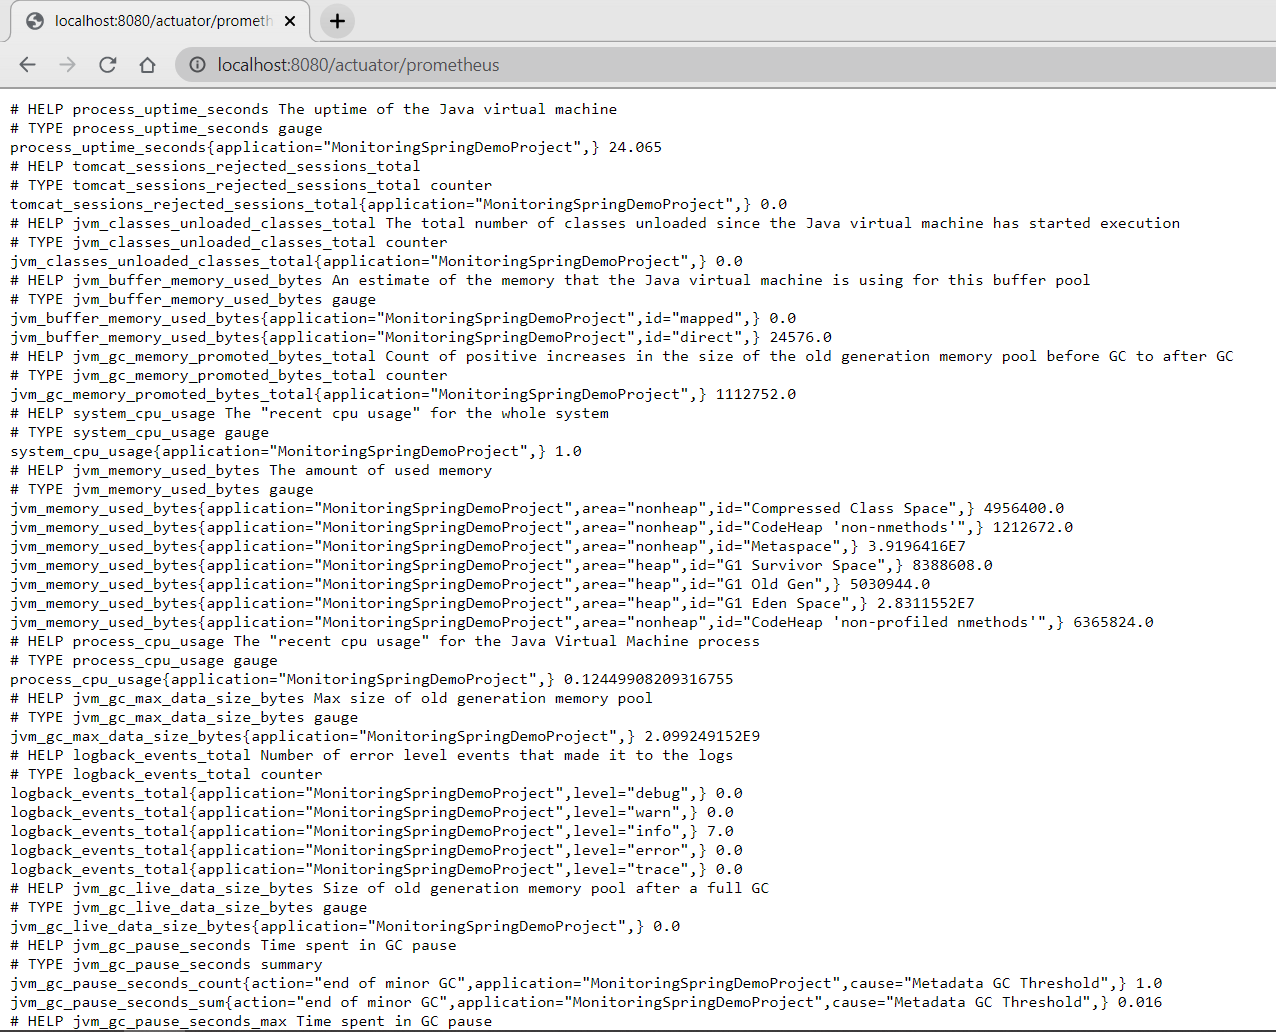 localhost:8080/actuator/prometh
localhost:8080/actuator/prometheus
# HELP process_uptime_seconds The uptime of the Java virtual machine
# TYPE process_uptime_seconds gauge
process_uptime_seconds{application="MonitoringSpringDemoProject",} 24.065
# HELP tomcat_sessions_rejected_sessions_total
# TYPE tomcat_sessions_rejected_sessions_total counter
tomcat_sessions_rejected_sessions_total{application="MonitoringSpringDemoProject",} 0.0
# HELP jvm_classes_unloaded_classes_total The total number of classes unloaded since the Java virtual machine has started execution
# TYPE jvm_classes_unloaded_classes_total counter
jvm_classes_unloaded_classes_total{application="MonitoringSpringDemoProject",} 0.0
# HELP jvm_buffer_memory_used_bytes An estimate of the memory that the Java virtual machine is using for this buffer pool
# TYPE jvm_buffer_memory_used_bytes gauge
jvm_buffer_memory_used_bytes{application="MonitoringSpringDemoProject",id="mapped",} 0.0
jvm_buffer_memory_used_bytes{application="MonitoringSpringDemoProject",id="direct",} 24576.0
# HELP jvm_gc_memory_promoted_bytes_total Count of positive increases in the size of the old generation memory pool before GC to after GC
# TYPE jvm_gc_memory_promoted_bytes_total counter
jvm_gc_memory_promoted_bytes_total{application="MonitoringSpringDemoProject",} 1112752.0
# HELP system_cpu_usage The "recent cpu usage" for the whole system
# TYPE system_cpu_usage gauge
system_cpu_usage{application="MonitoringSpringDemoProject",} 1.0
# HELP jvm_memory_used_bytes The amount of used memory
# TYPE jvm_memory_used_bytes gauge
jvm_memory_used_bytes{application="MonitoringSpringDemoProject",area="nonheap",id="Compressed Class Space",} 4956400.0
jvm_memory_used_bytes{application="MonitoringSpringDemoProject",area="nonheap",id="CodeHeap 'non-nmethods'",} 1212672.0
jvm_memory_used_bytes{application="MonitoringSpringDemoProject",area="nonheap",id="Metaspace",} 3.9196416E7
jvm_memory_used_bytes{application="MonitoringSpringDemoProject",area="heap",id="G1 Survivor Space",} 8388608.0
jvm_memory_used_bytes{application="MonitoringSpringDemoProject",area="heap",id="G1 Old Gen",} 5030944.0
jvm_memory_used_bytes{application="MonitoringSpringDemoProject",area="heap",id="G1 Eden Space",} 2.8311552E7
jvm_memory_used_bytes{application="MonitoringSpringDemoProject",area="nonheap",id="CodeHeap 'non-profiled nmethods'",} 6365824.0
# HELP process_cpu_usage The "recent cpu usage" for the Java Virtual Machine process
# TYPE process_cpu_usage gauge
process_cpu_usage{application="MonitoringSpringDemoProject",} 0.12449908209316755
# HELP jvm_gc_max_data_size_bytes Max size of old generation memory pool
# TYPE jvm_gc_max_data_size_bytes gauge
jvm_gc_max_data_size_bytes{application="MonitoringSpringDemoProject",} 2.099249152E9
# HELP logback_events_total Number of error level events that made it to the logs
# TYPE logback_events_total counter
logback_events_total{application="MonitoringSpringDemoProject",level="debug",} 0.0
logback_events_total{application="MonitoringSpringDemoProject",level="warn",} 0.0
logback_events_total{application="MonitoringSpringDemoProject",level="info",} 7.0
logback_events_total{application="MonitoringSpringDemoProject",level="error",} 0.0
logback_events_total{application="MonitoringSpringDemoProject",level="trace",} 0.0
# HELP jvm_gc_live_data_size_bytes Size of old generation memory pool after a full GC
# TYPE jvm_gc_live_data_size_bytes gauge
jvm_gc_live_data_size_bytes{application="MonitoringSpringDemoProject",} 0.0
# HELP jvm_gc_pause_seconds Time spent in GC pause
# TYPE jvm_gc_pause_seconds summary
jvm_gc_pause_seconds_count{action="end of minor GC",application="MonitoringSpringDemoProject",cause="Metadata GC Threshold",} 1.0
jvm_gc_pause_seconds_sum{action="end of minor GC",application="MonitoringSpringDemoProject",cause="Metadata GC Threshold",} 0.016
# HELP jvm_gc_pause_seconds_max Time spent in GC pause